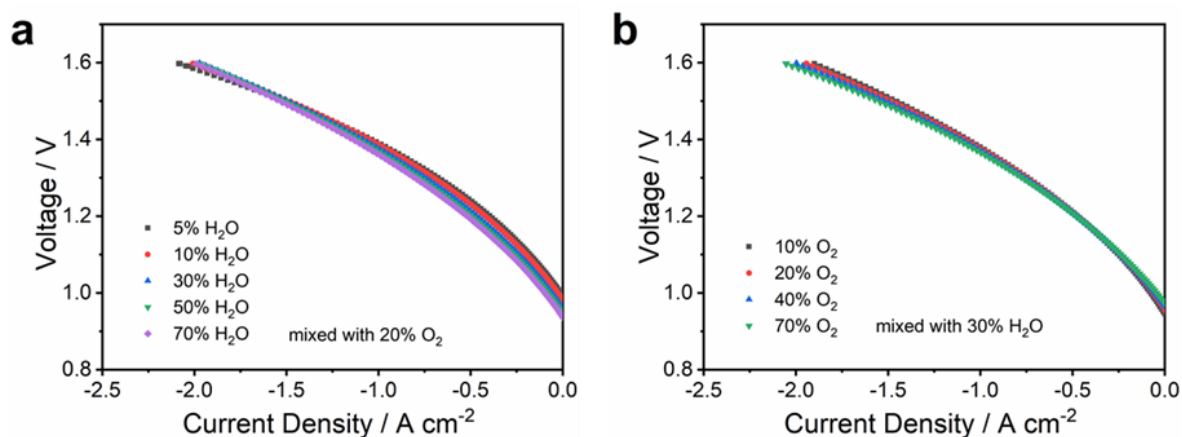 a
1.6
1.4
1.2
1.0
0.8
Voltage / V
5% H₂O
10% H₂O
30% H₂O
50% H₂O
70% H₂O
mixed with 20% O₂
-2.5
-2.0
-1.5
-1.0
-0.5
0.0
Current Density / A cm⁻²
b
1.6
1.4
1.2
1.0
0.8
Voltage / V
10% O₂
20% O₂
40% O₂
70% O₂
mixed with 30% H₂O
-2.5
-2.0
-1.5
-1.0
-0.5
0.0
Current Density / A cm⁻²